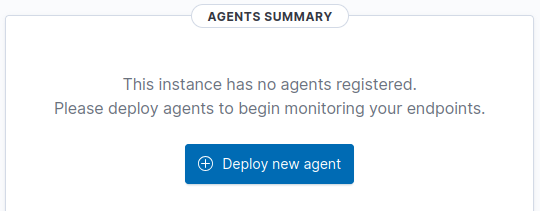 AGENTS SUMMARY
This instance has no agents registered.
Please deploy agents to begin monitoring your endpoints.
Deploy new agent